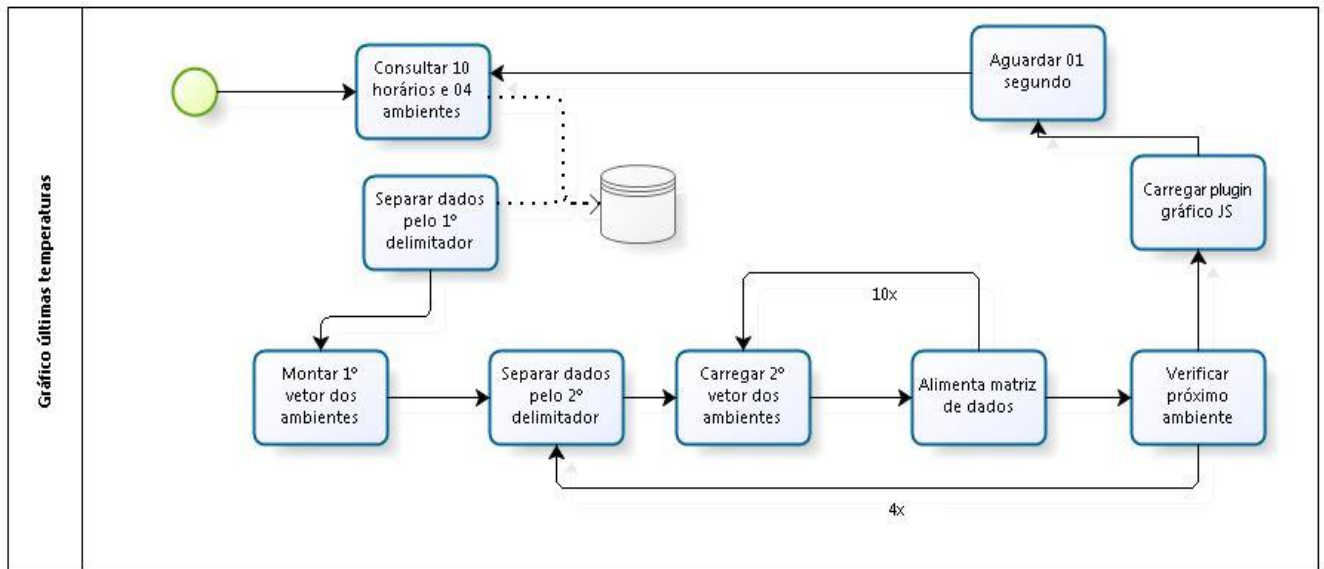 Gráfico últimas temperaturas
Consultar 10
horários e 04
ambientes
Aguardar 01
segundo
Separar dados
pelo 1º
delimitador
Carregar plugin
gráfico JS
10x
Montar 1º
vetor dos
ambientes
Separar dados
pelo 2º
delimitador
Carregar 2º
vetor dos
ambientes
Alimenta matriz
de dados
Verificar
próximo
ambiente
4x